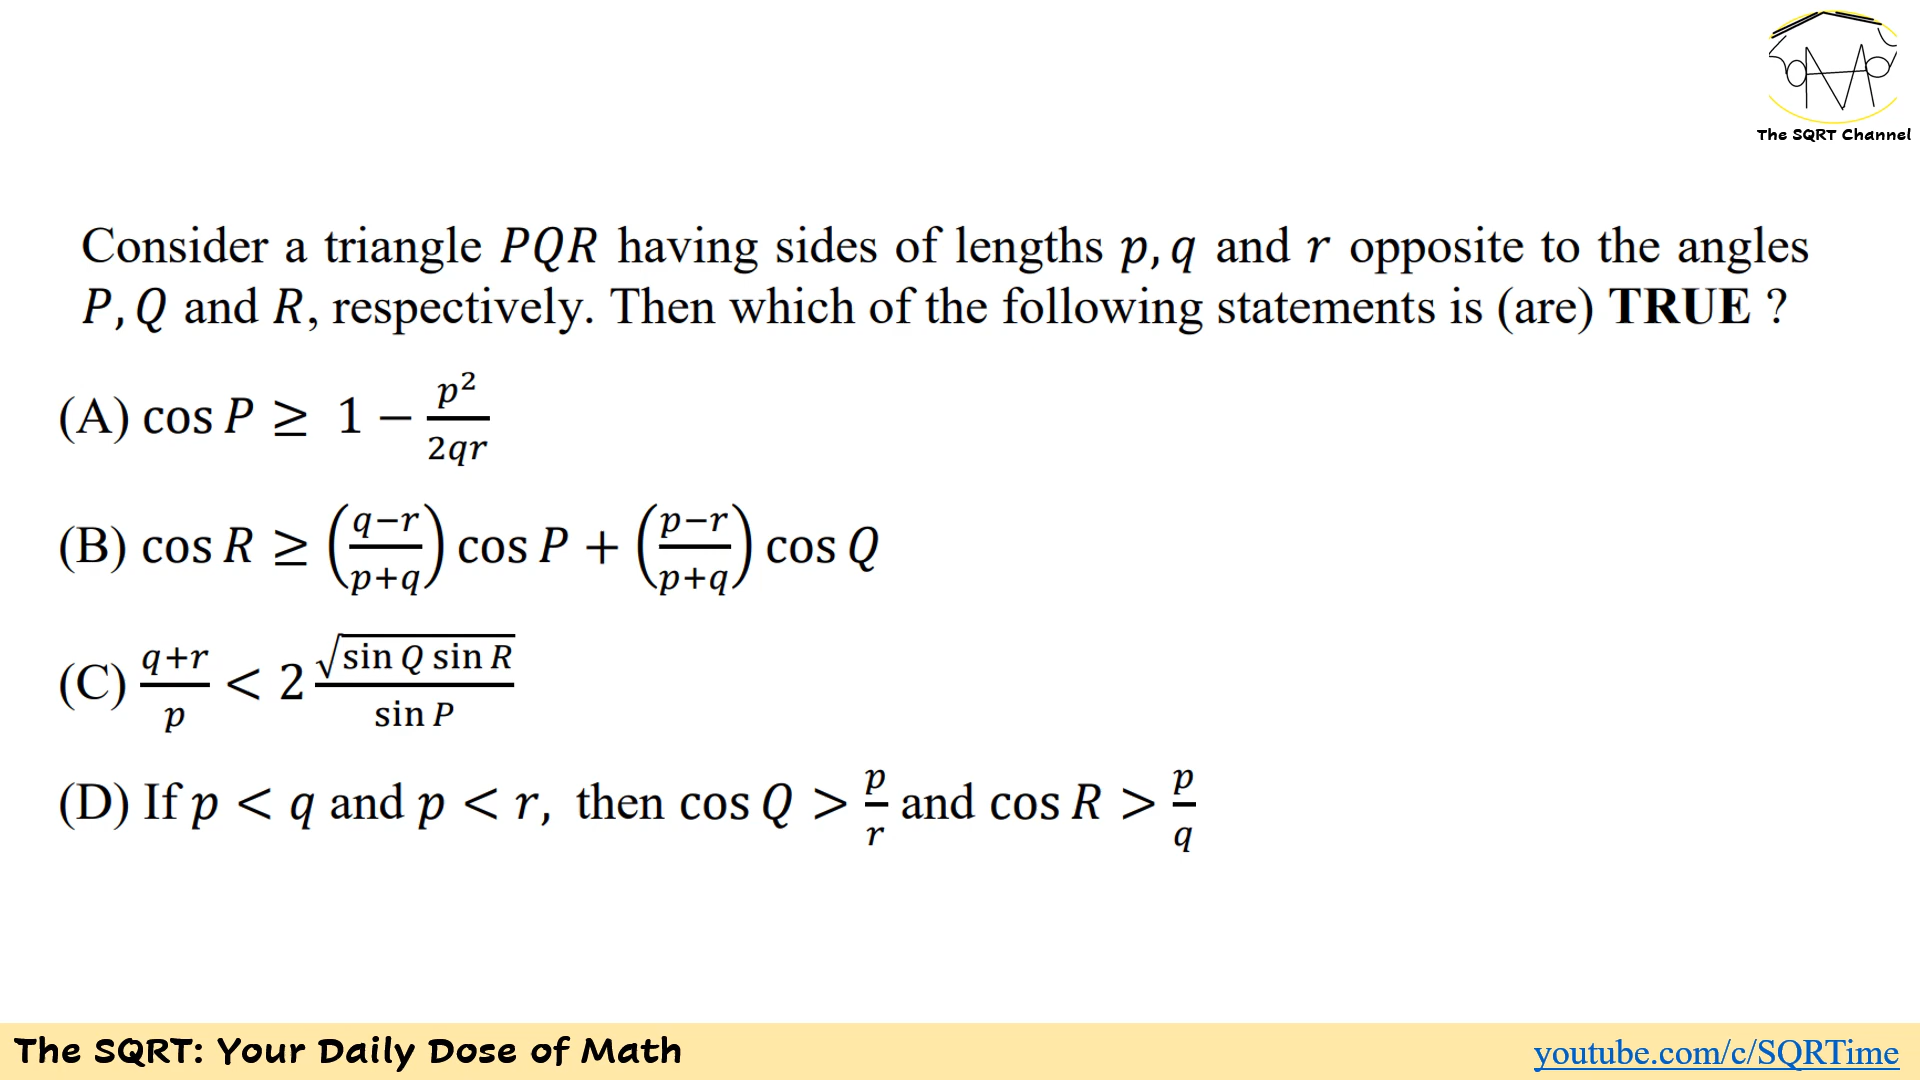 The SQRT Channel
Consider a triangle 𝑃𝑄𝑅 having sides of lengths 𝑝, 𝑞 and 𝑟 opposite to the angles
𝑃, 𝑄 and 𝑅, respectively. Then which of the following statements is (are) TRUE ?
(A) cos 𝑃 ≥ 1 − 𝑝²/2𝑞𝑟
(B) cos 𝑅 ≥ ((𝑞−𝑟)/(𝑝+𝑞)) cos 𝑃 + ((𝑝−𝑟)/(𝑝+𝑞)) cos 𝑄
(C) (𝑞+𝑟)/𝑝 < 2 √(sin 𝑄 sin 𝑅)/sin 𝑃
(D) If 𝑝 < 𝑞 and 𝑝 < 𝑟, then cos 𝑄 > 𝑝/𝑟 and cos 𝑅 > 𝑝/𝑞
The SQRT: Your Daily Dose of Math
youtube.com/c/SQRTime